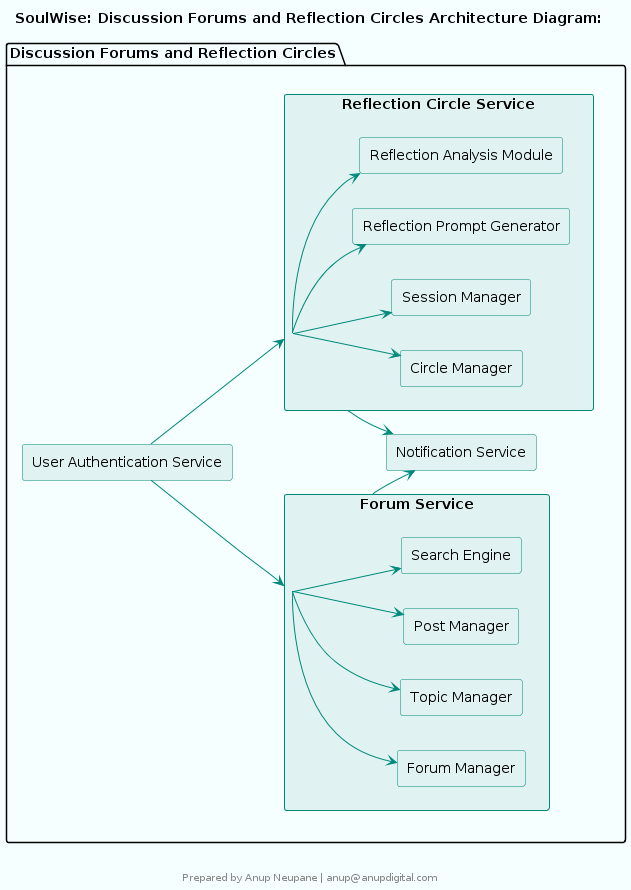 SoulWise: Discussion Forums and Reflection Circles Architecture Diagram:
Discussion Forums and Reflection Circles
Reflection Circle Service
Reflection Analysis Module
Reflection Prompt Generator
Session Manager
Circle Manager
User Authentication Service
Notification Service
Forum Service
Search Engine
Post Manager
Topic Manager
Forum Manager
Prepared by Anup Neupane | anup@anupdigital.com